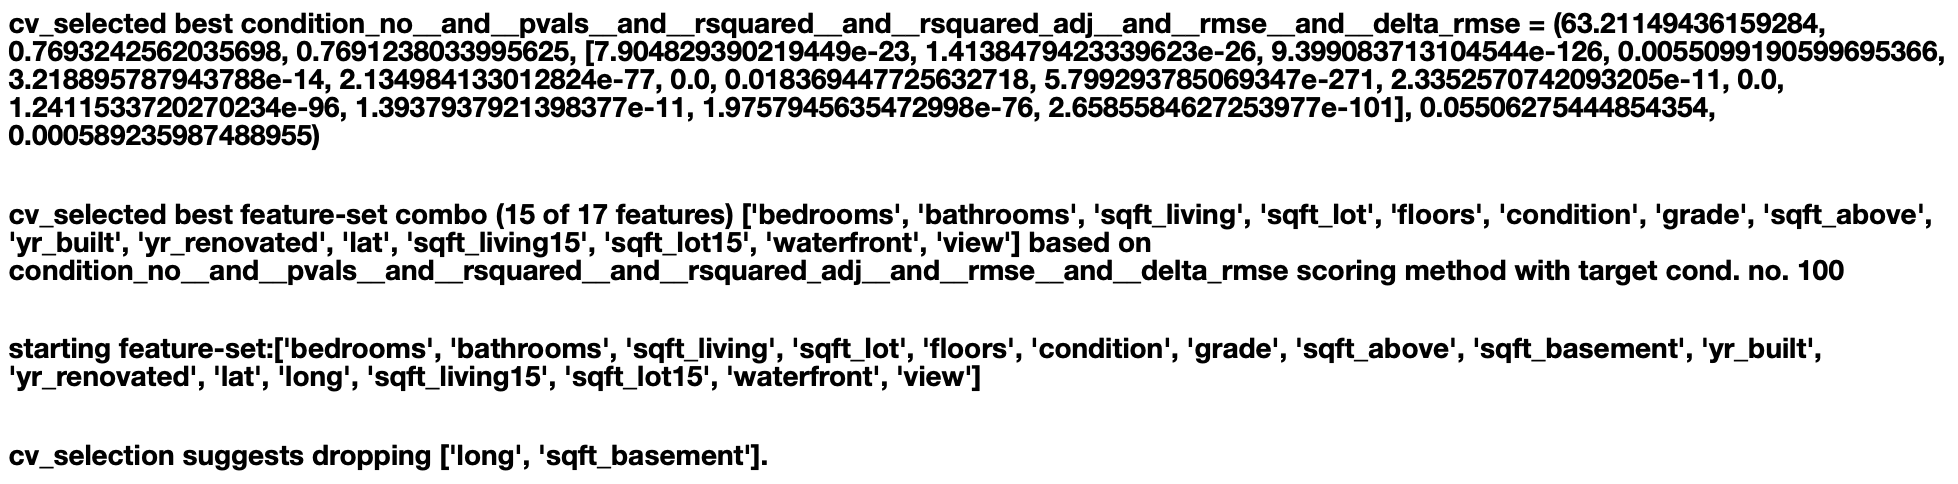 cv_selected best condition_no__and__pvals__and__rsquared__and__rsquared_adj__and__rmse__and__delta_rmse = (63.21149436159284,
0.7693242562035698, 0.7691238033995625, [7.904829390219449e-23, 1.4138479423339623e-26, 9.399083713104544e-126, 0.0055099190599695366,
3.218895787943788e-14, 2.134984133012824e-77, 0.0, 0.018369447725632718, 5.799293785069347e-271, 2.3352570742093205e-11, 0.0,
1.2411533720270234e-96, 1.3937937921398377e-11, 1.9757945635472998e-76, 2.6585584627253977e-101], 0.05506275444854354,
0.000589235987488955)
cv_selected best feature-set combo (15 of 17 features) ['bedrooms', 'bathrooms', 'sqft_living', 'sqft_lot', 'floors', 'condition', 'grade', 'sqft_above',
'yr_built', 'yr_renovated', 'lat', 'sqft_living15', 'sqft_lot15', 'waterfront', 'view'] based on
condition_no__and__pvals__and__rsquared__and__rsquared_adj__and__rmse__and__delta_rmse scoring method with target cond. no. 100
starting feature-set:['bedrooms', 'bathrooms', 'sqft_living', 'sqft_lot', 'floors', 'condition', 'grade', 'sqft_above', 'sqft_basement', 'yr_built',
'yr_renovated', 'lat', 'long', 'sqft_living15', 'sqft_lot15', 'waterfront', 'view']
cv_selection suggests dropping ['long', 'sqft_basement'].